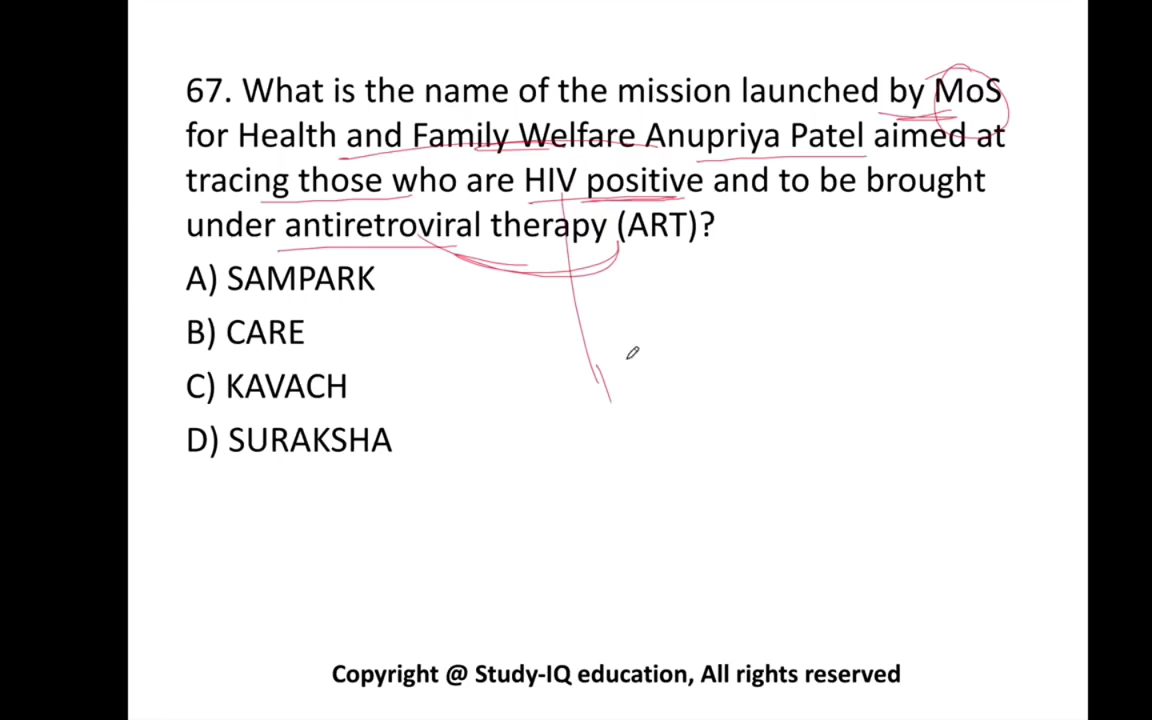 67. What is the name of the mission launched by MoS
for Health and Family Welfare Anupriya Patel aimed at
tracing those who are HIV positive and to be brought
under antiretroviral therapy (ART)?
A) SAMPARK
B) CARE
C) KAVACH
D) SURAKSHA
Copyright @ Study-IQ education, All rights reserved